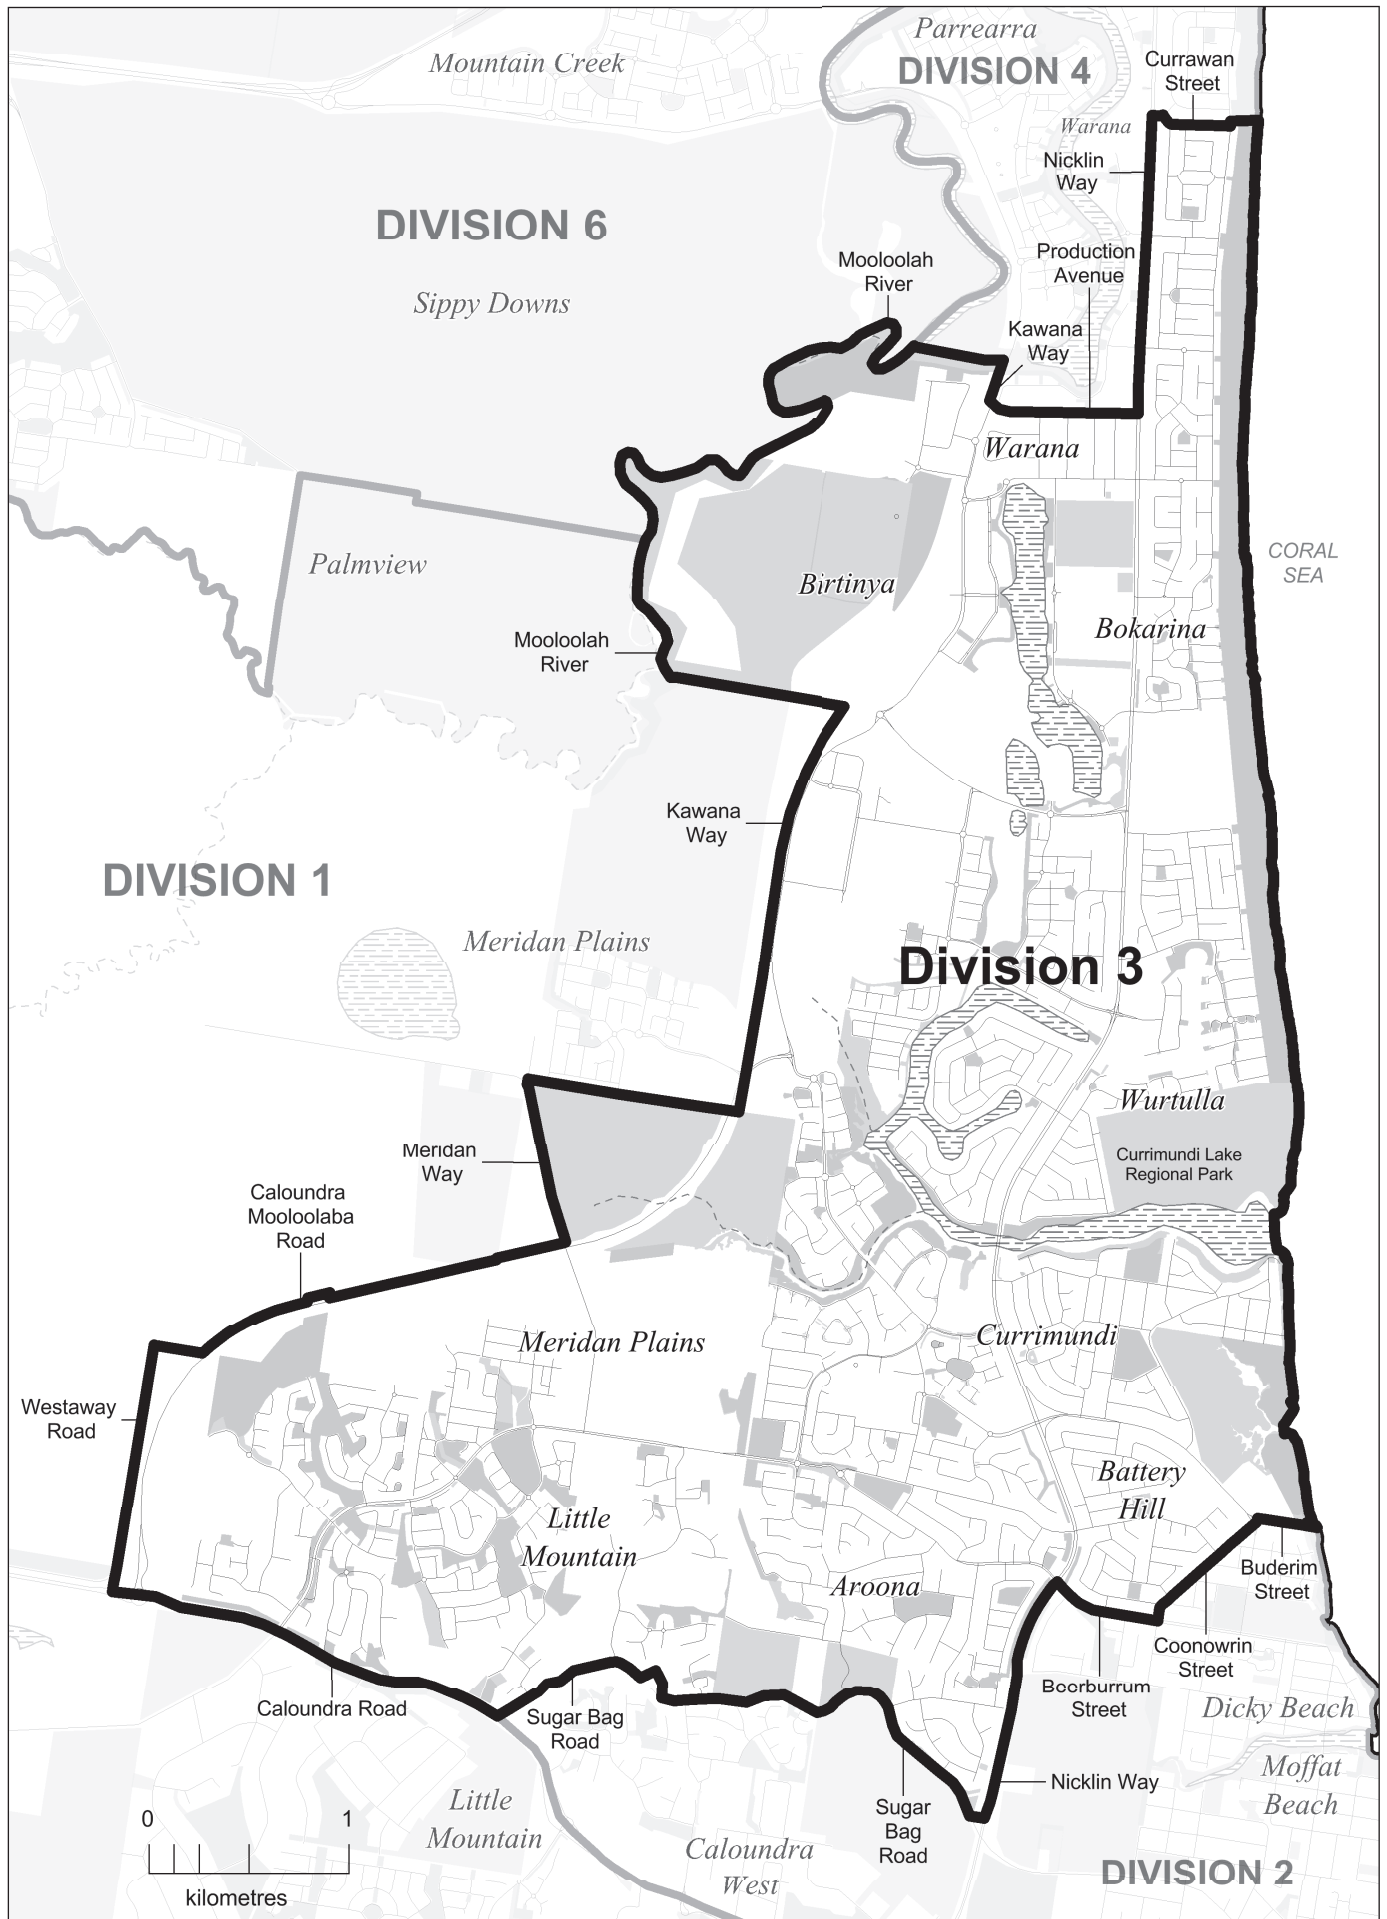 Parrearra
Mountain Creek
DIVISION 4
Currawan
Street
Warana
Nicklin
Way
DIVISION 6
Mooloolah
River
Production
Avenue
Sippy Downs
Kawana
Way
Warana
CORAL
SEA
Palmview
Birtinya
Bokarina
Mooloolah
River
Kawana
Way
DIVISION 1
Meridan Plains
Division 3
Wurtulla
Meridan
Way
Currimundi Lake
Regional Park
Caloundra
Mooloolaba
Road
Meridan Plains
Currimundi
Westaway
Road
Battery
Hill
Little
Mountain
Aroona
Buderim
Street
Coonowrin
Street
Beerburrum
Street
Caloundra Road
Sugar Bag
Road
Dicky Beach
Nicklin Way
Moffat
Beach
Little
Mountain
Sugar
Bag
Road
0 1
kilometres
Caloundra
West
DIVISION 2